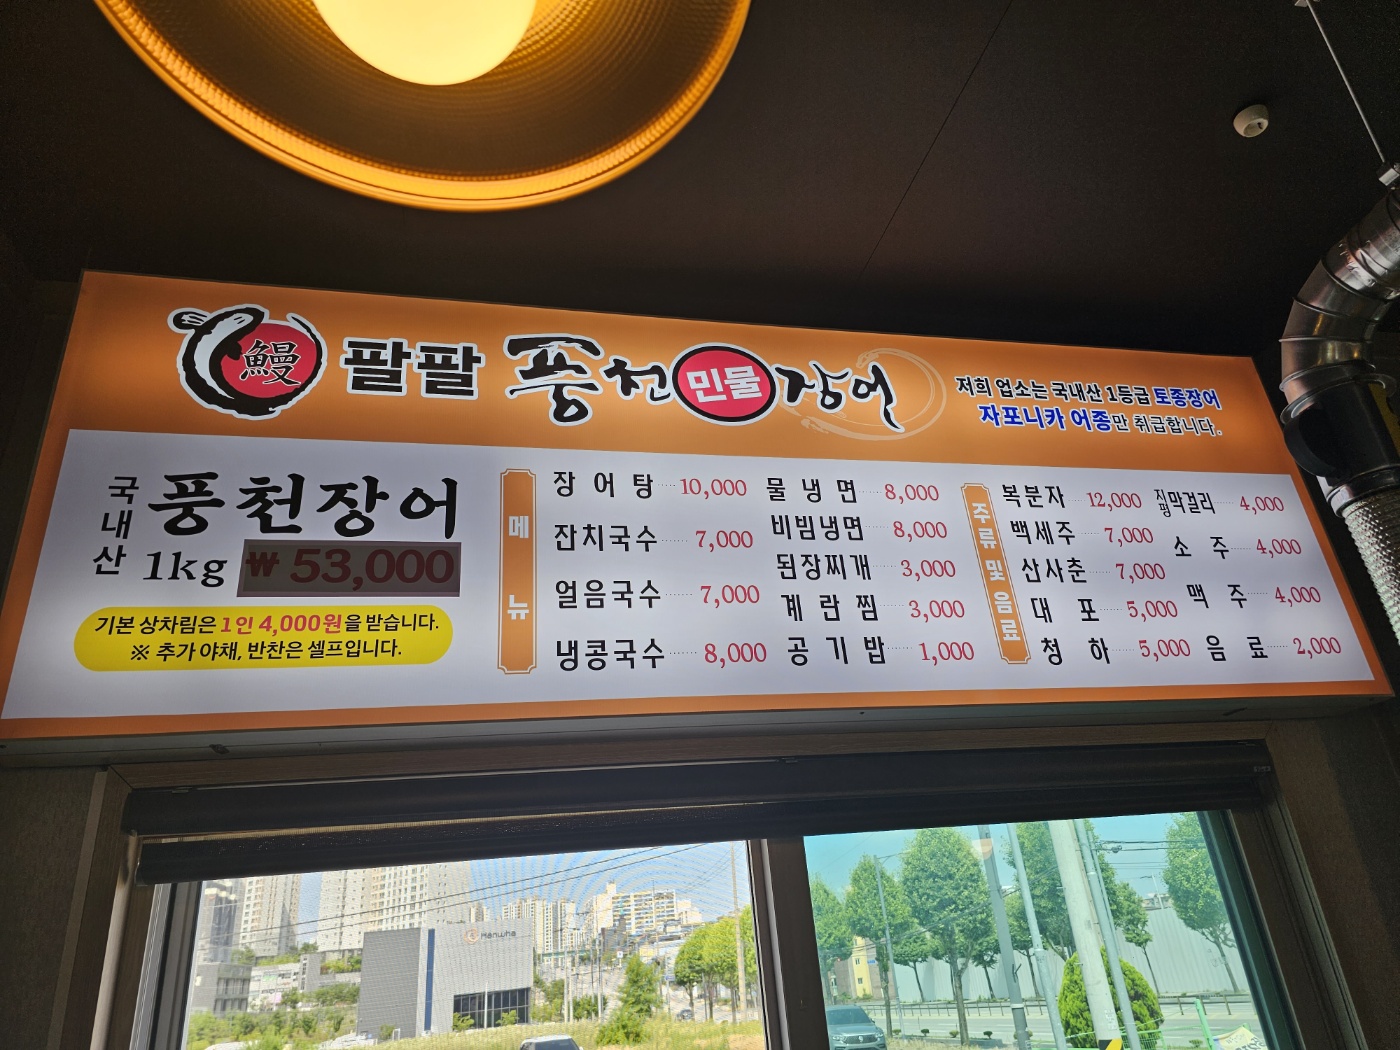 鰻 팔팔 풍천 민물 장어
저희 업소는 국내산 1등급 토종장어
자포니카 어종만 취급합니다.
국내산 풍천장어
1kg ₩ 53,000
기본 상차림은 1인 4,000원을 받습니다.
※ 추가 야채, 반찬은 셀프입니다.
메뉴
장어탕 10,000
잔치국수 7,000
얼음국수 7,000
냉콩국수 8,000
물냉면 8,000
비빔냉면 8,000
된장찌개 3,000
계란찜 3,000
공기밥 1,000
주류 및 음료
복분자 12,000
백세주 7,000
산사춘 7,000
대포 5,000
청하 5,000
지평막걸리 4,000
소주 4,000
맥주 4,000
음료 2,000
Hanwha